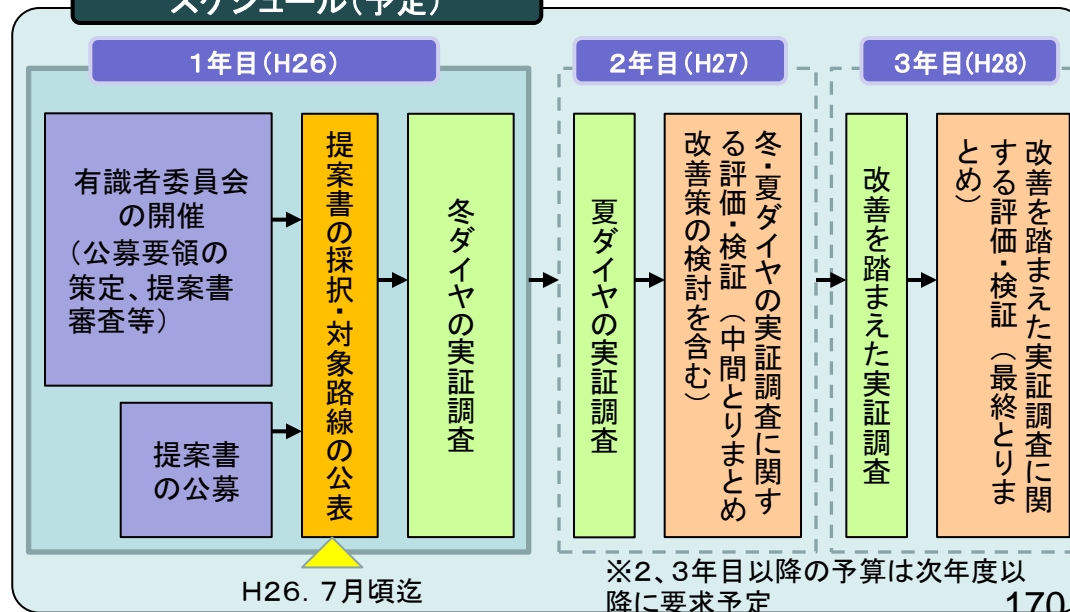 スケジュール(予定)
1年目(H26)
有識者委員会
の開催
(公募要領の
策定、提案書
審査等)
提案書
の公募
提案書の採択・対象路線の公表
冬ダイヤの実証調査
H26.7月頃迄
2年目(H27)
夏ダイヤの実証調査
冬・夏ダイヤの実証調査に関す
る評価・検証 (中間とりまとめ
改善策の検討を含む)
3年目(H28)
改善を踏まえた実証調査
改善を踏まえた実証調査に関
する評価・検証 (最終とりま
とめ)
※2、3年目以降の予算は次年度以
降に要求予定
170